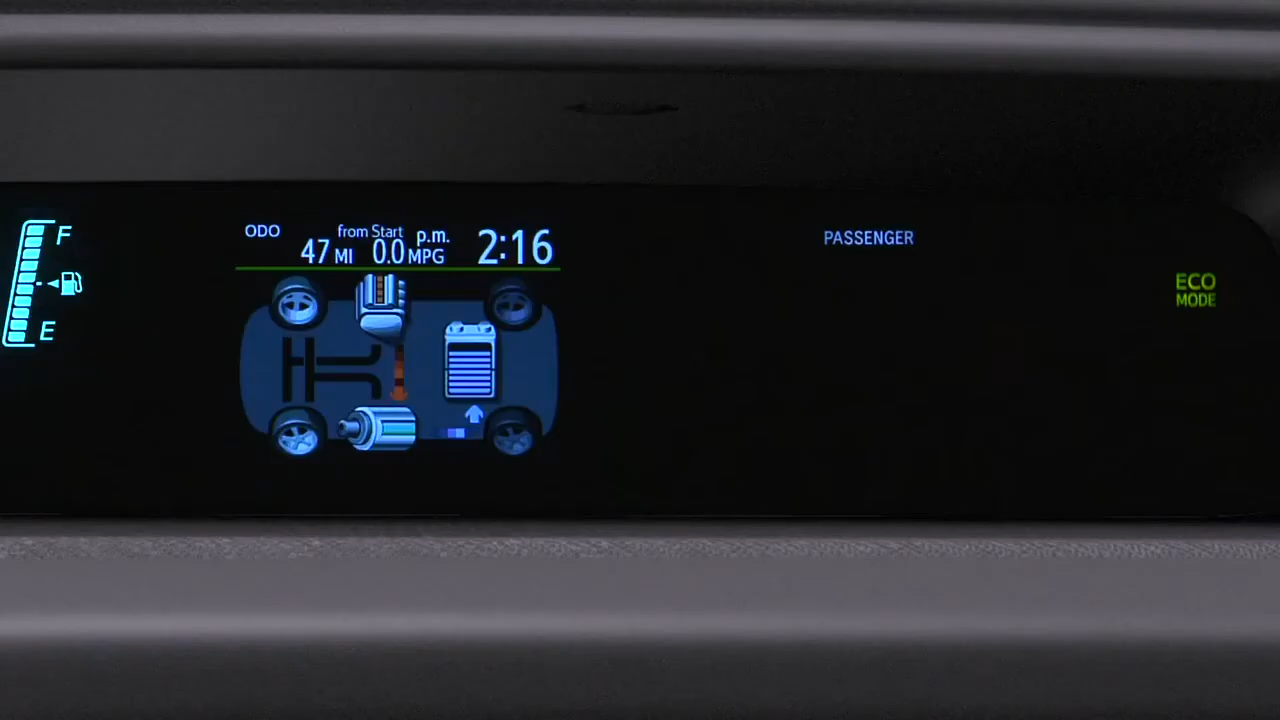 F
E
ODO from Start p.m. 2:16
47 MI 0.0 MPG
PASSENGER
ECO
MODE